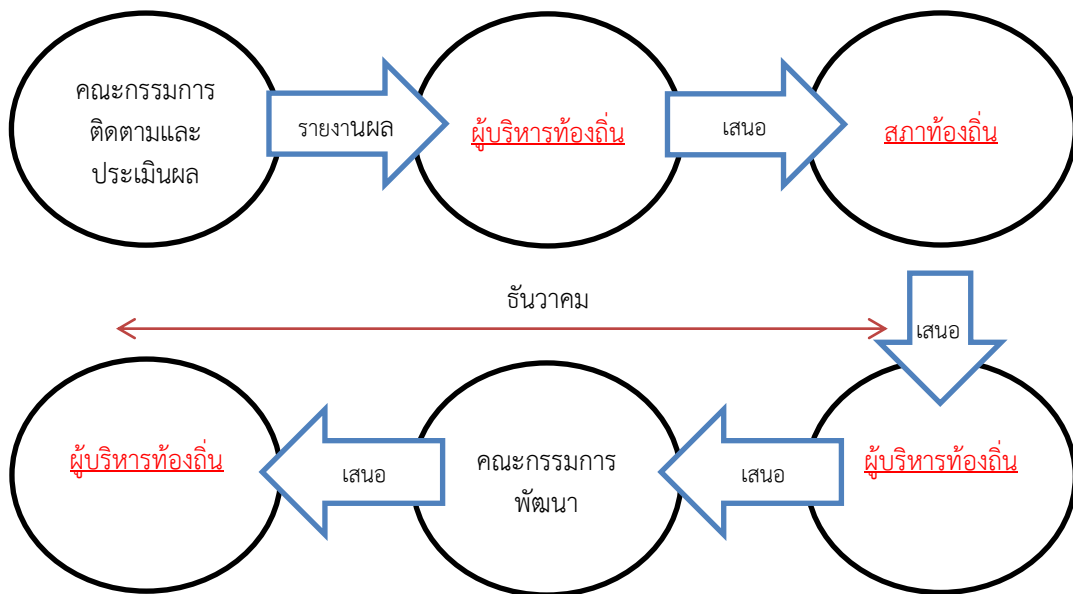 คณะกรรมการ
ติดตามและ
ประเมินผล
รายงานผล
ผู้บริหารท้องถิ่น
เสนอ
สภาท้องถิ่น
ธันวาคม
เสนอ
ผู้บริหารท้องถิ่น
เสนอ
คณะกรรมการ
พัฒนา
เสนอ
ผู้บริหารท้องถิ่น